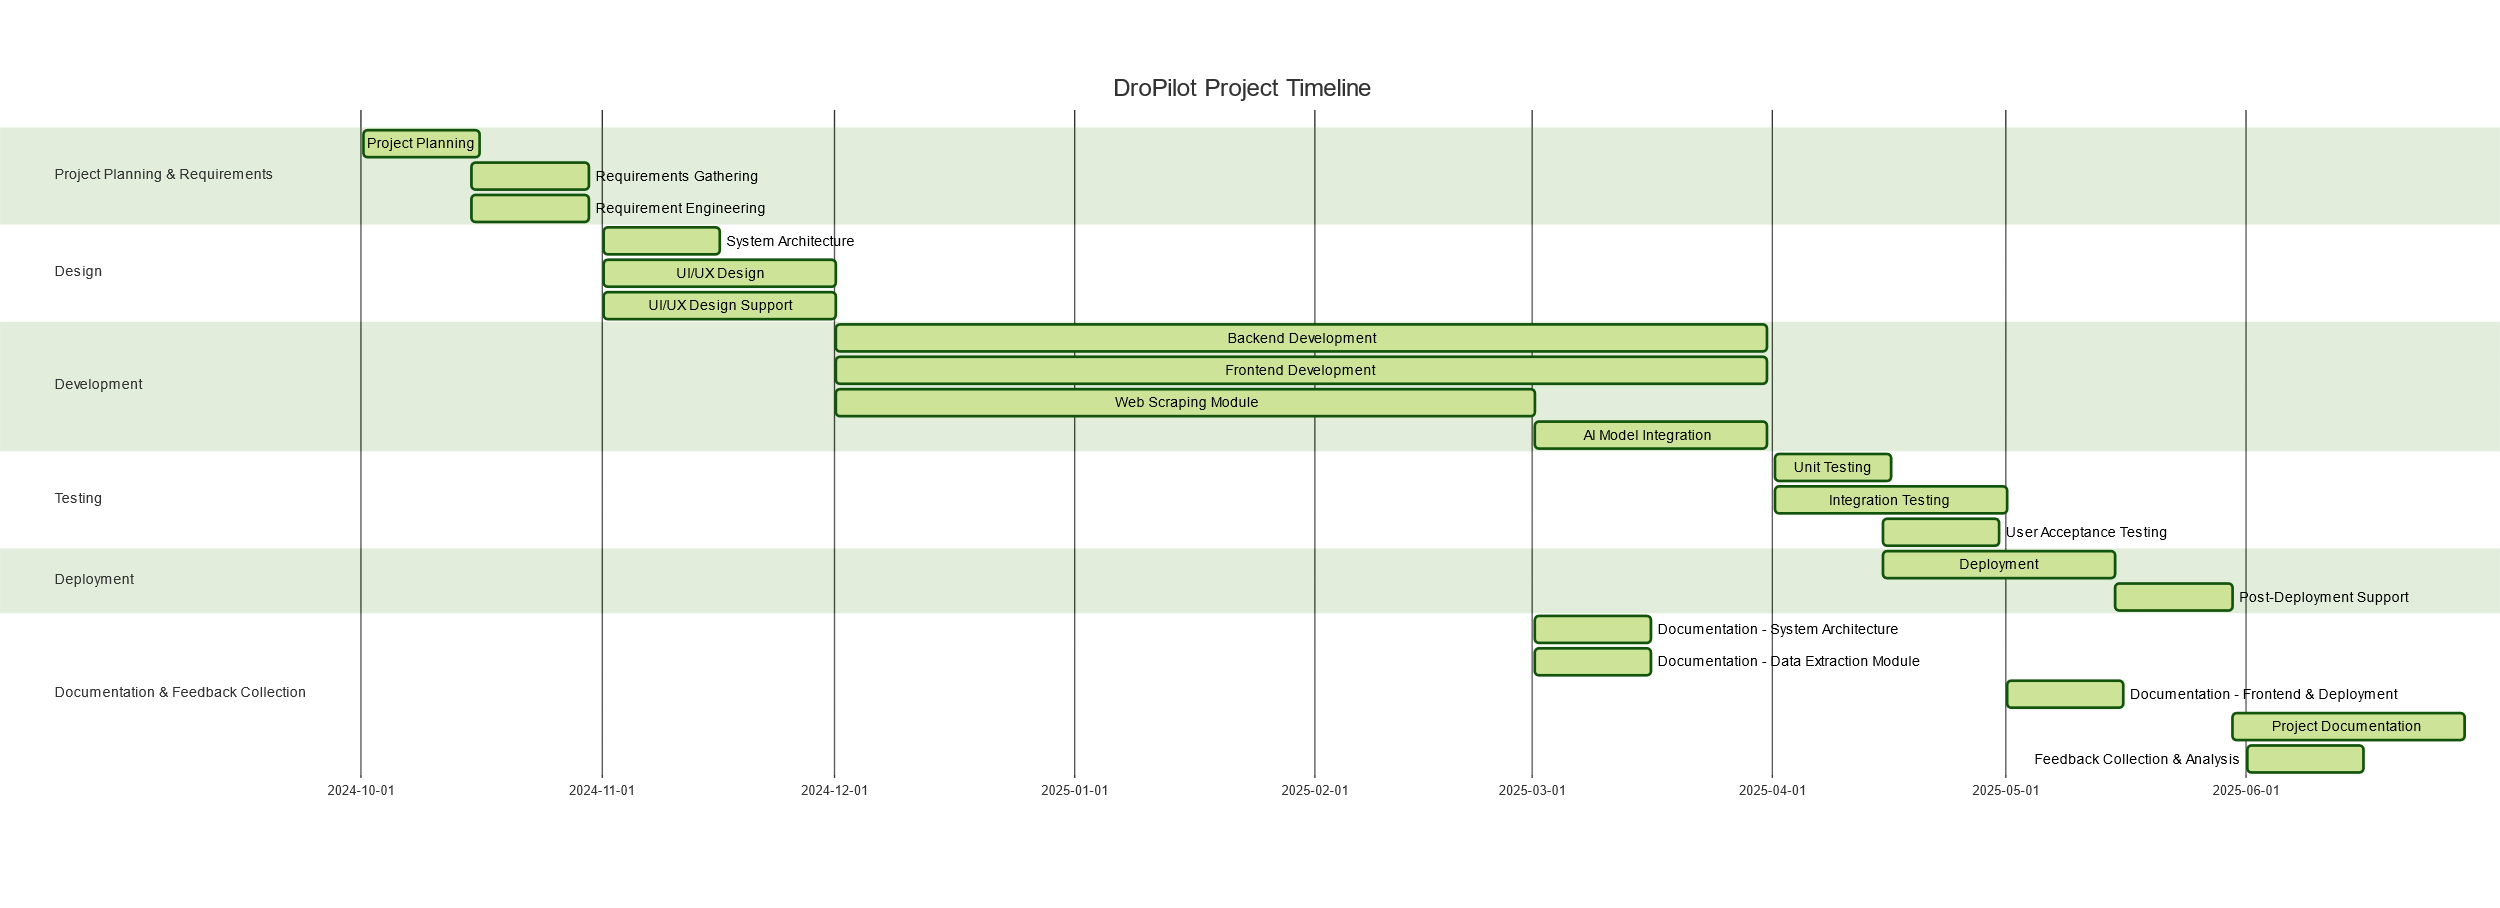 DroPilot Project Timeline
Project Planning & Requirements
Project Planning
Requirements Gathering
Requirement Engineering
Design
System Architecture
UI/UX Design
UI/UX Design Support
Development
Backend Development
Frontend Development
Web Scraping Module
AI Model Integration
Testing
Unit Testing
Integration Testing
User Acceptance Testing
Deployment
Deployment
Post-Deployment Support
Documentation & Feedback Collection
Documentation - System Architecture
Documentation - Data Extraction Module
Documentation - Frontend & Deployment
Project Documentation
Feedback Collection & Analysis
2024-10-01 2024-11-01 2024-12-01 2025-01-01 2025-02-01 2025-03-01 2025-04-01 2025-05-01 2025-06-01